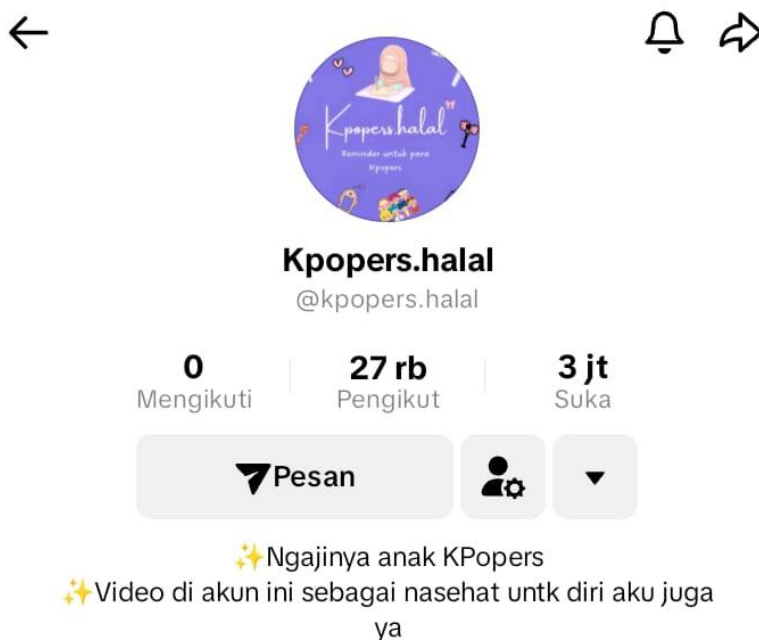 Kpopers.halal
Reminder untuk para
Kpopers
Kpopers.halal
@kpopers.halal
0
Mengikuti
27 rb
Pengikut
3 jt
Suka
Pesan
✨Ngajinya anak KPopers
✨Video di akun ini sebagai nasehat untk diri aku juga
ya